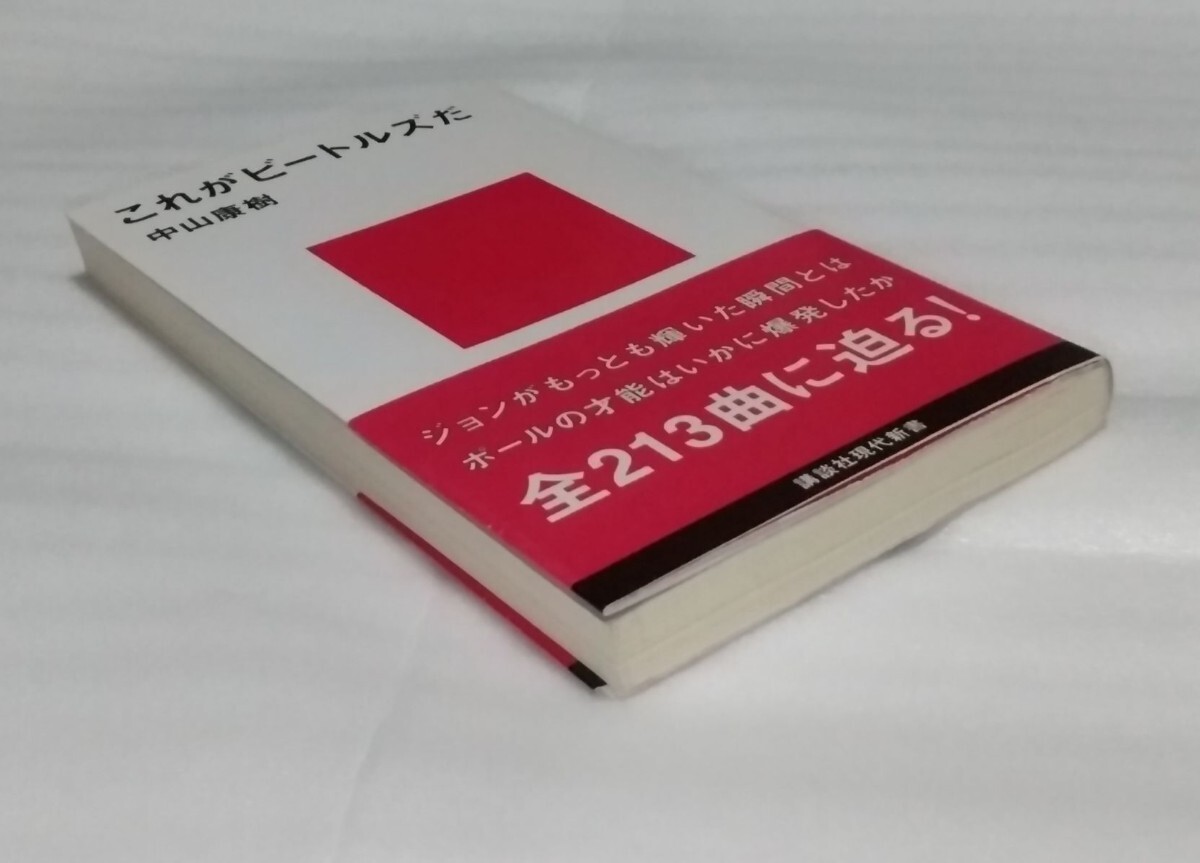 これがビートルズだ
中山康樹
ジョンがもっとも輝いた瞬間とは
ポールの才能はいかに爆発したか
全213曲に迫る!
講談社現代新書